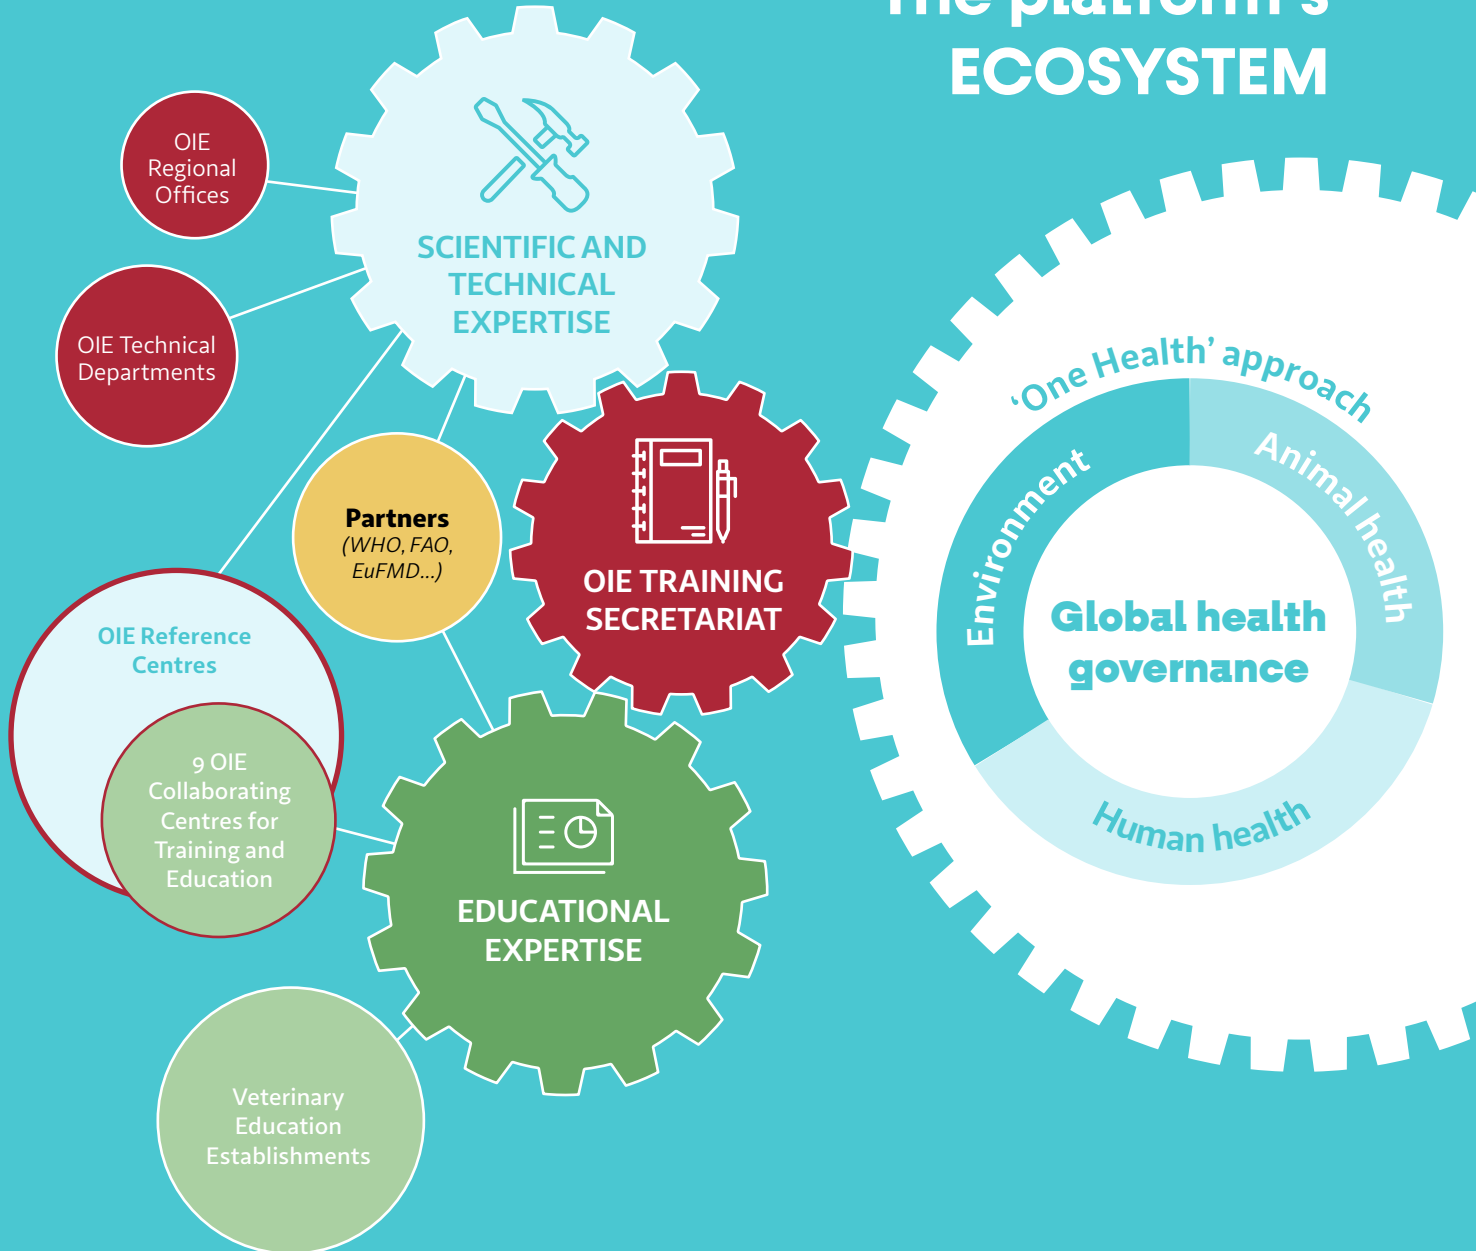 The platform's
ECOSYSTEM
OIE
Regional
Offices
SCIENTIFIC AND
TECHNICAL
EXPERTISE
OIE Technical
Departments
Partners
(WHO, FAO,
EuFMD...)
OIE TRAINING
SECRETARIAT
OIE Reference
Centres
9 OIE
Collaborating
Centres for
Training and
Education
EDUCATIONAL
EXPERTISE
Veterinary
Education
Establishments
‘One Health’ approach
Environment
Animal health
Human health
Global health
governance